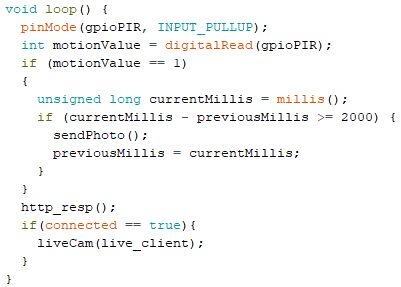 void loop() {
  pinMode(gpioPIR, INPUT_PULLUP);
  int motionValue = digitalRead(gpioPIR);
  if (motionValue == 1)
  {
    unsigned long currentMillis = millis();
    if (currentMillis - previousMillis >= 2000) {
      sendPhoto();
      previousMillis = currentMillis;
    }
  }
  http_resp();
  if(connected == true){
    liveCam(live_client);
  }
}